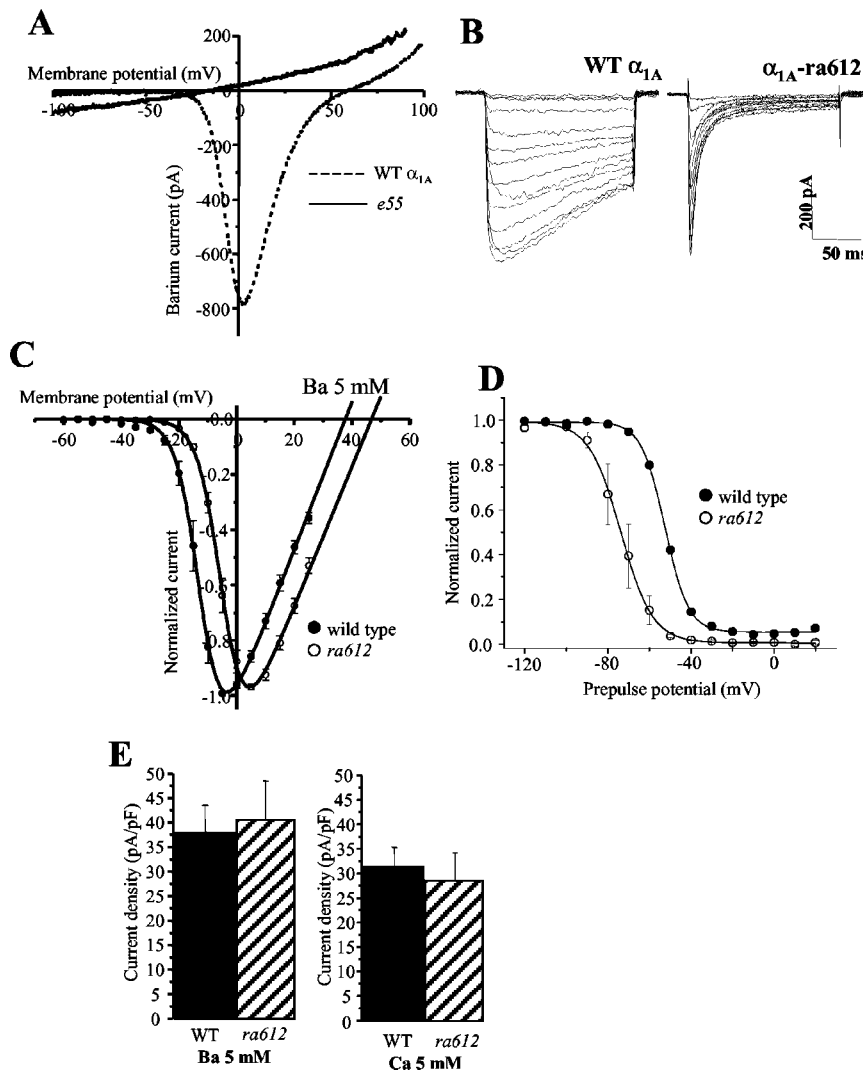 A
200
Membrane potential (mV)
0
-100
-50
0
50
100
-200
-400
-600
-800
Barium current (pA)
WT α1A
e55
B
WT α1A
α1A-ra612
200 pA
50 ms
C
Membrane potential (mV)
Ba 5 mM
-0.0
-60
-40
-20
0
20
40
60
-0.2
-0.4
-0.6
-0.8
-1.0
Normalized current
wild type
ra612
D
1.0
0.8
0.6
0.4
0.2
0.0
Normalized current
wild type
ra612
-120
-80
-40
0
Prepulse potential (mV)
E
50
45
40
35
30
25
20
15
10
5
0
Current density (pA/pF)
WT
ra612
Ba 5 mM
50
45
40
35
30
25
20
15
10
5
0
Current density (pA/pF)
WT
ra612
Ca 5 mM